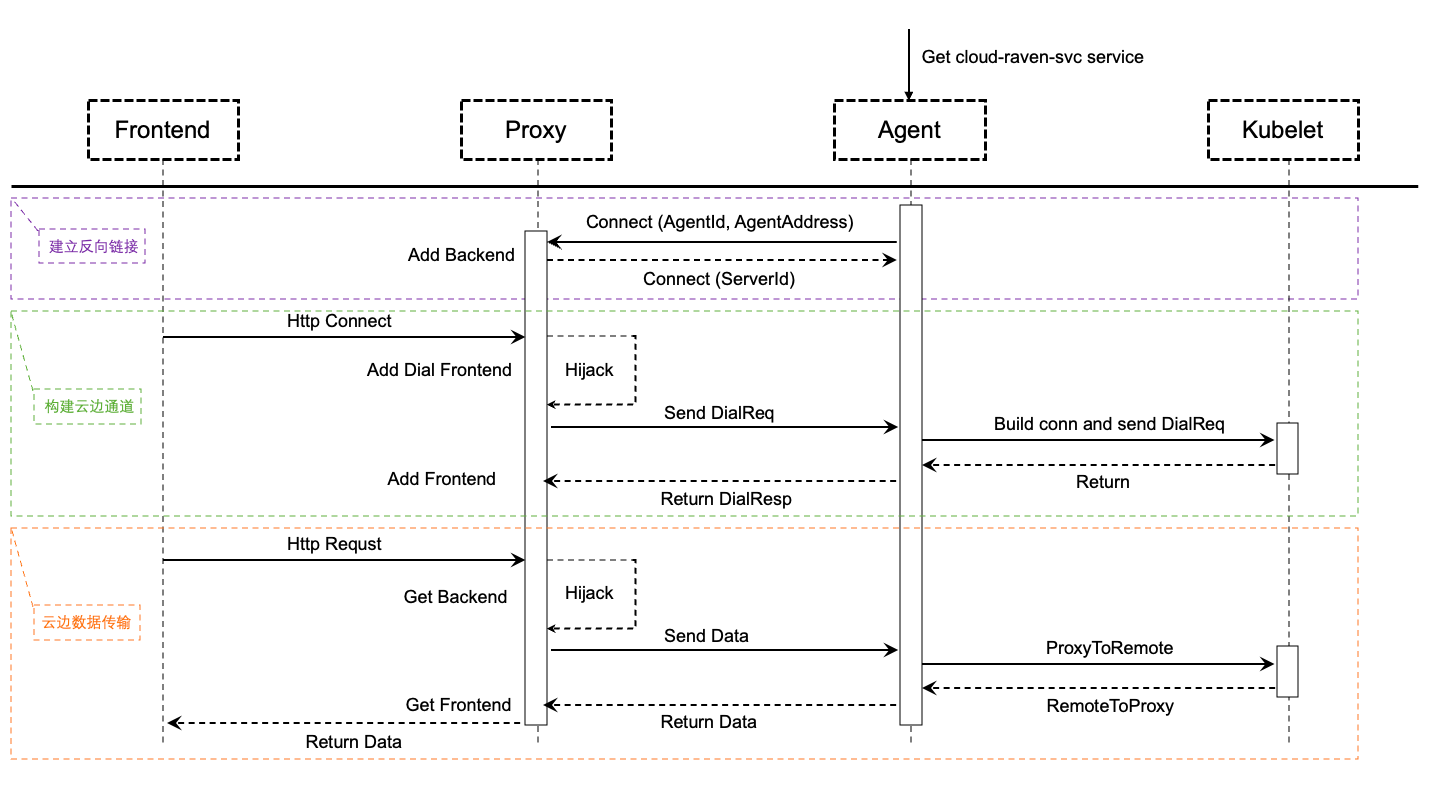 Get cloud-raven-svc service
Frontend
Proxy
Agent
Kubelet
建立反向链接
Connect (AgentId, AgentAddress)
Add Backend
Connect (ServerId)
构建云边通道
Http Connect
Add Dial Frontend
Hijack
Send DialReq
Build conn and send DialReq
Return
Add Frontend
Return DialResp
云边数据传输
Http Requst
Get Backend
Hijack
Send Data
ProxyToRemote
RemoteToProxy
Get Frontend
Return Data
Return Data